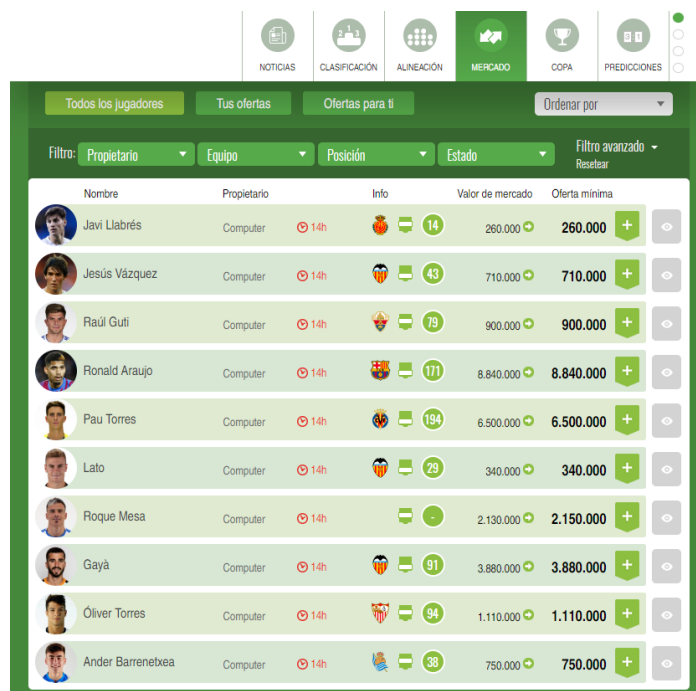 NOTICIAS CLASIFICACIÓN ALINEACIÓN MERCADO COPA PREDICCIONES
Todos los jugadores Tus ofertas Ofertas para ti Ordenar por
Filtro: Propietario Equipo Posición Estado Filtro avanzado
Resetear
Nombre Propietario Info Valor de mercado Oferta mínima
Javi Llabrés Computer 14h 14 260.000 260.000 +
Jesús Vázquez Computer 14h 43 710.000 710.000 +
Raúl Guti Computer 14h 79 900.000 900.000 +
Ronald Araujo Computer 14h 171 8.840.000 8.840.000 +
Pau Torres Computer 14h 194 6.500.000 6.500.000 +
Lato Computer 14h 29 340.000 340.000 +
Roque Mesa Computer 14h - 2.130.000 2.150.000 +
Gayà Computer 14h 91 3.880.000 3.880.000 +
Óliver Torres Computer 14h 94 1.110.000 1.110.000 +
Ander Barrenetxea Computer 14h 38 750.000 750.000 +